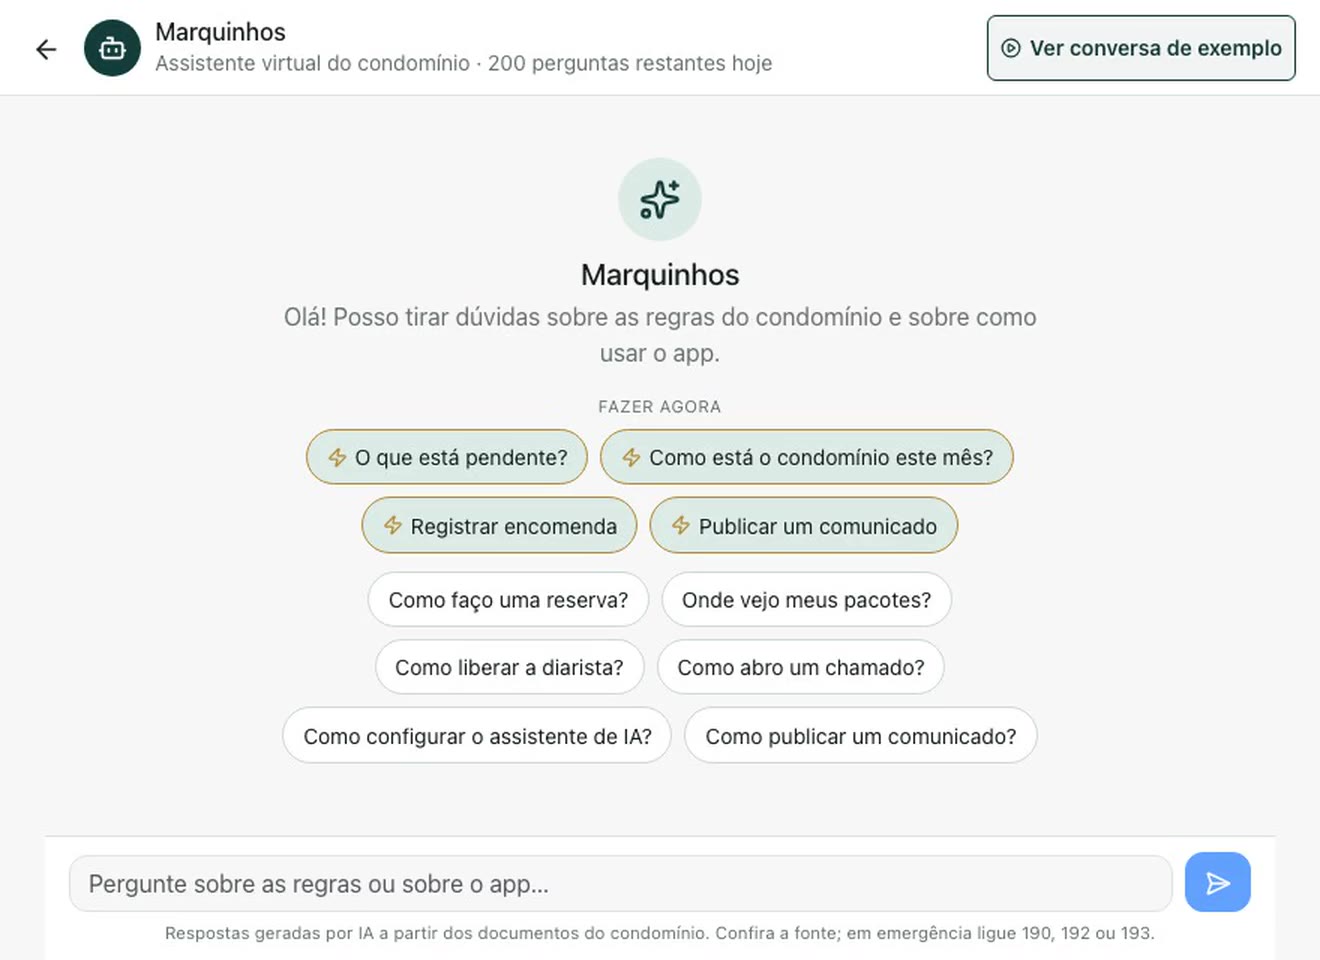 Marquinhos
Assistente virtual do condomínio · 200 perguntas restantes hoje
Ver conversa de exemplo
Marquinhos
Olá! Posso tirar dúvidas sobre as regras do condomínio e sobre como
usar o app.
FAZER AGORA
O que está pendente?
Como está o condomínio este mês?
Registrar encomenda
Publicar um comunicado
Como faço uma reserva?
Onde vejo meus pacotes?
Como liberar a diarista?
Como abro um chamado?
Como configurar o assistente de IA?
Como publicar um comunicado?
Pergunte sobre as regras ou sobre o app...
Respostas geradas por IA a partir dos documentos do condomínio. Confira a fonte; em emergência ligue 190, 192 ou 193.